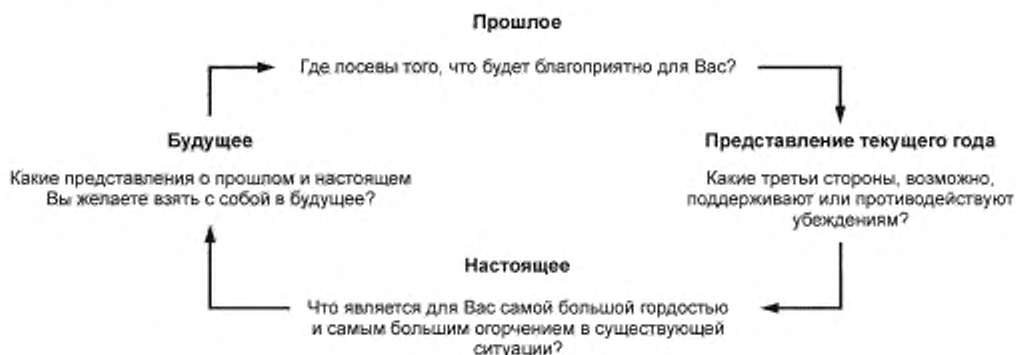 Прошлое
Где посевы того, что будет благоприятно для Вас?
Будущее
Какие представления о прошлом и настоящем
Вы желаете взять с собой в будущее?
Представление текущего года
Какие третьи стороны, возможно,
поддерживают или противодействуют
убеждениям?
Настоящее
Что является для Вас самой большой гордостью
и самым большим огорчением в существующей
ситуации?